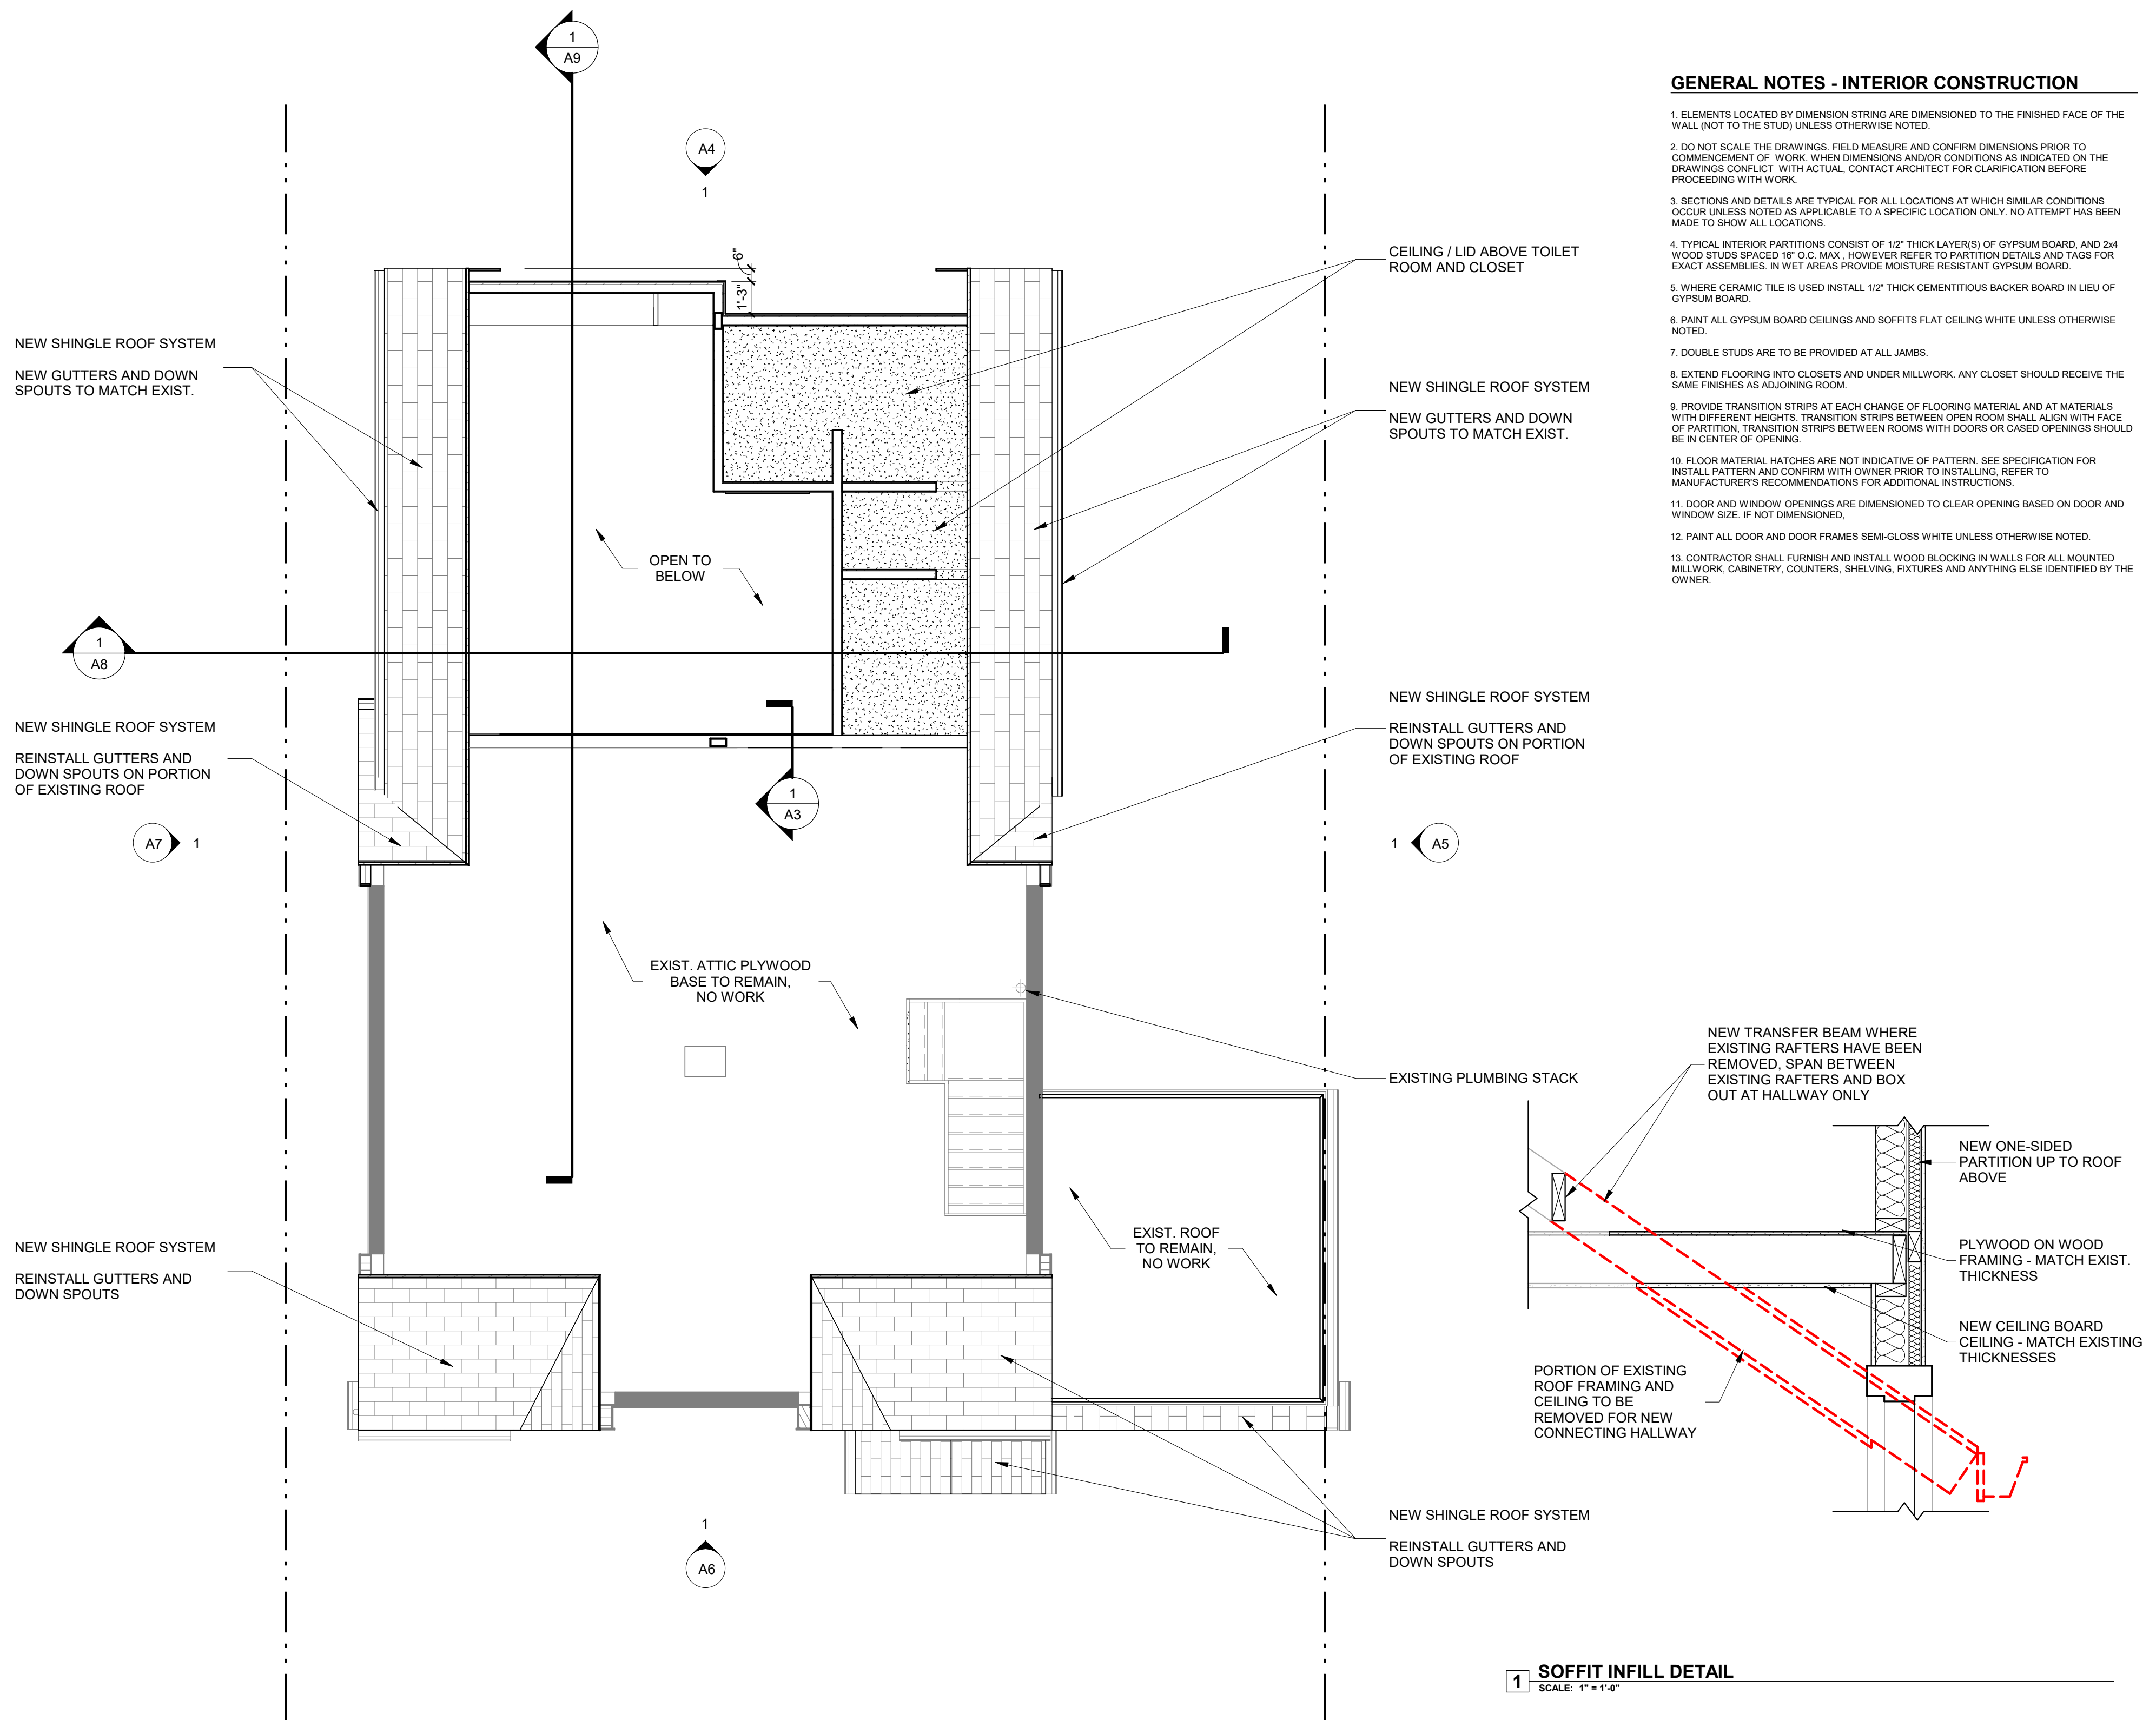 1
A9
A4
1
GENERAL NOTES - INTERIOR CONSTRUCTION
1. ELEMENTS LOCATED BY DIMENSION STRING ARE DIMENSIONED TO THE FINISHED FACE OF THE
WALL (NOT TO THE STUD) UNLESS OTHERWISE NOTED.
2. DO NOT SCALE THE DRAWINGS. FIELD MEASURE AND CONFIRM DIMENSIONS PRIOR TO
COMMENCEMENT OF WORK. WHEN DIMENSIONS AND/OR CONDITIONS AS INDICATED ON THE
DRAWINGS CONFLICT WITH ACTUAL, CONTACT ARCHITECT FOR CLARIFICATION BEFORE
PROCEEDING WITH WORK.
3. SECTIONS AND DETAILS ARE TYPICAL FOR ALL LOCATIONS AT WHICH SIMILAR CONDITIONS
OCCUR UNLESS NOTED AS APPLICABLE TO A SPECIFIC LOCATION ONLY. NO ATTEMPT HAS BEEN
MADE TO SHOW ALL LOCATIONS.
4. TYPICAL INTERIOR PARTITIONS CONSIST OF 1/2" THICK LAYER(S) OF GYPSUM BOARD, AND 2x4
WOOD STUDS SPACED 16" O.C. MAX , HOWEVER REFER TO PARTITION DETAILS AND TAGS FOR
EXACT ASSEMBLIES. IN WET AREAS PROVIDE MOISTURE RESISTANT GYPSUM BOARD.
5. WHERE CERAMIC TILE IS USED INSTALL 1/2" THICK CEMENTITIOUS BACKER BOARD IN LIEU OF
GYPSUM BOARD.
6. PAINT ALL GYPSUM BOARD CEILINGS AND SOFFITS FLAT CEILING WHITE UNLESS OTHERWISE
NOTED.
7. DOUBLE STUDS ARE TO BE PROVIDED AT ALL JAMBS.
8. EXTEND FLOORING INTO CLOSETS AND UNDER MILLWORK. ANY CLOSET SHOULD RECEIVE THE
SAME FINISHES AS ADJOINING ROOM.
9. PROVIDE TRANSITION STRIPS AT EACH CHANGE OF FLOORING MATERIAL AND AT MATERIALS
WITH DIFFERENT HEIGHTS. TRANSITION STRIPS BETWEEN OPEN ROOM SHALL ALIGN WITH FACE
OF PARTITION, TRANSITION STRIPS BETWEEN ROOMS WITH DOORS OR CASED OPENINGS SHOULD
BE IN CENTER OF OPENING.
10. FLOOR MATERIAL HATCHES ARE NOT INDICATIVE OF PATTERN. SEE SPECIFICATION FOR
INSTALL PATTERN AND CONFIRM WITH OWNER PRIOR TO INSTALLING, REFER TO
MANUFACTURER'S RECOMMENDATIONS FOR ADDITIONAL INSTRUCTIONS.
11. DOOR AND WINDOW OPENINGS ARE DIMENSIONED TO CLEAR OPENING BASED ON DOOR AND
WINDOW SIZE. IF NOT DIMENSIONED,
12. PAINT ALL DOOR AND DOOR FRAMES SEMI-GLOSS WHITE UNLESS OTHERWISE NOTED.
13. CONTRACTOR SHALL FURNISH AND INSTALL WOOD BLOCKING IN WALLS FOR ALL MOUNTED
MILLWORK, CABINETRY, COUNTERS, SHELVING, FIXTURES AND ANYTHING ELSE IDENTIFIED BY THE
OWNER.
6"
1'-3"
CEILING / LID ABOVE TOILET
ROOM AND CLOSET
NEW SHINGLE ROOF SYSTEM
NEW GUTTERS AND DOWN
SPOUTS TO MATCH EXIST.
NEW SHINGLE ROOF SYSTEM
NEW GUTTERS AND DOWN
SPOUTS TO MATCH EXIST.
OPEN TO
BELOW
1
A8
NEW SHINGLE ROOF SYSTEM
REINSTALL GUTTERS AND
DOWN SPOUTS ON PORTION
OF EXISTING ROOF
NEW SHINGLE ROOF SYSTEM
REINSTALL GUTTERS AND
DOWN SPOUTS ON PORTION
OF EXISTING ROOF
1
A3
A7
1
1
A5
EXIST. ATTIC PLYWOOD
BASE TO REMAIN,
NO WORK
EXISTING PLUMBING STACK
NEW TRANSFER BEAM WHERE
EXISTING RAFTERS HAVE BEEN
REMOVED, SPAN BETWEEN
EXISTING RAFTERS AND BOX
OUT AT HALLWAY ONLY
NEW ONE-SIDED
PARTITION UP TO ROOF
ABOVE
PLYWOOD ON WOOD
FRAMING - MATCH EXIST.
THICKNESS
NEW CEILING BOARD
CEILING - MATCH EXISTING
THICKNESSES
PORTION OF EXISTING
ROOF FRAMING AND
CEILING TO BE
REMOVED FOR NEW
CONNECTING HALLWAY
EXIST. ROOF
TO REMAIN,
NO WORK
NEW SHINGLE ROOF SYSTEM
REINSTALL GUTTERS AND
DOWN SPOUTS
NEW SHINGLE ROOF SYSTEM
REINSTALL GUTTERS AND
DOWN SPOUTS
1
A6
1
SOFFIT INFILL DETAIL
SCALE: 1" = 1'-0"